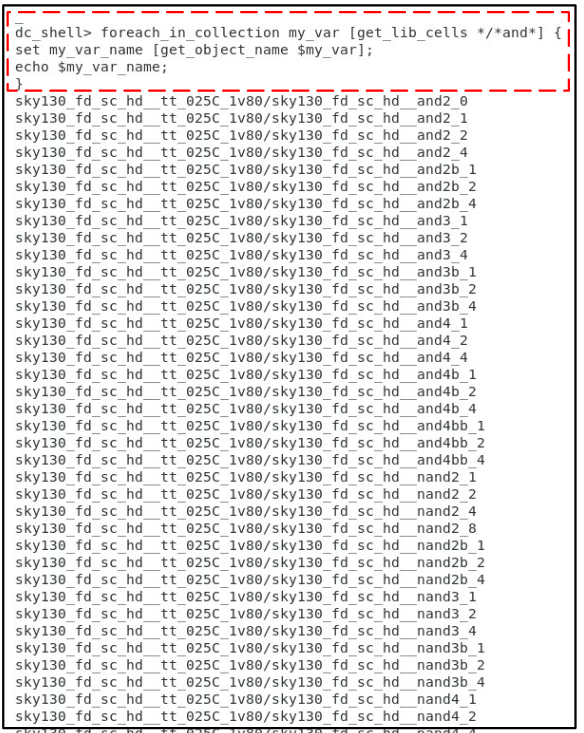 dc_shell> foreach_in_collection my_var [get_lib_cells */*and*] {
set my_var_name [get_object_name $my_var];
echo $my_var_name;
}
sky130_fd_sc_hd__tt_025C_1v80/sky130_fd_sc_hd__and2_0
sky130_fd_sc_hd__tt_025C_1v80/sky130_fd_sc_hd__and2_1
sky130_fd_sc_hd__tt_025C_1v80/sky130_fd_sc_hd__and2_2
sky130_fd_sc_hd__tt_025C_1v80/sky130_fd_sc_hd__and2_4
sky130_fd_sc_hd__tt_025C_1v80/sky130_fd_sc_hd__and2b_1
sky130_fd_sc_hd__tt_025C_1v80/sky130_fd_sc_hd__and2b_2
sky130_fd_sc_hd__tt_025C_1v80/sky130_fd_sc_hd__and2b_4
sky130_fd_sc_hd__tt_025C_1v80/sky130_fd_sc_hd__and3_1
sky130_fd_sc_hd__tt_025C_1v80/sky130_fd_sc_hd__and3_2
sky130_fd_sc_hd__tt_025C_1v80/sky130_fd_sc_hd__and3_4
sky130_fd_sc_hd__tt_025C_1v80/sky130_fd_sc_hd__and3b_1
sky130_fd_sc_hd__tt_025C_1v80/sky130_fd_sc_hd__and3b_2
sky130_fd_sc_hd__tt_025C_1v80/sky130_fd_sc_hd__and3b_4
sky130_fd_sc_hd__tt_025C_1v80/sky130_fd_sc_hd__and4_1
sky130_fd_sc_hd__tt_025C_1v80/sky130_fd_sc_hd__and4_2
sky130_fd_sc_hd__tt_025C_1v80/sky130_fd_sc_hd__and4_4
sky130_fd_sc_hd__tt_025C_1v80/sky130_fd_sc_hd__and4b_1
sky130_fd_sc_hd__tt_025C_1v80/sky130_fd_sc_hd__and4b_2
sky130_fd_sc_hd__tt_025C_1v80/sky130_fd_sc_hd__and4b_4
sky130_fd_sc_hd__tt_025C_1v80/sky130_fd_sc_hd__and4bb_1
sky130_fd_sc_hd__tt_025C_1v80/sky130_fd_sc_hd__and4bb_2
sky130_fd_sc_hd__tt_025C_1v80/sky130_fd_sc_hd__and4bb_4
sky130_fd_sc_hd__tt_025C_1v80/sky130_fd_sc_hd__nand2_1
sky130_fd_sc_hd__tt_025C_1v80/sky130_fd_sc_hd__nand2_2
sky130_fd_sc_hd__tt_025C_1v80/sky130_fd_sc_hd__nand2_4
sky130_fd_sc_hd__tt_025C_1v80/sky130_fd_sc_hd__nand2_8
sky130_fd_sc_hd__tt_025C_1v80/sky130_fd_sc_hd__nand2b_1
sky130_fd_sc_hd__tt_025C_1v80/sky130_fd_sc_hd__nand2b_2
sky130_fd_sc_hd__tt_025C_1v80/sky130_fd_sc_hd__nand2b_4
sky130_fd_sc_hd__tt_025C_1v80/sky130_fd_sc_hd__nand3_1
sky130_fd_sc_hd__tt_025C_1v80/sky130_fd_sc_hd__nand3_2
sky130_fd_sc_hd__tt_025C_1v80/sky130_fd_sc_hd__nand3_4
sky130_fd_sc_hd__tt_025C_1v80/sky130_fd_sc_hd__nand3b_1
sky130_fd_sc_hd__tt_025C_1v80/sky130_fd_sc_hd__nand3b_2
sky130_fd_sc_hd__tt_025C_1v80/sky130_fd_sc_hd__nand3b_4
sky130_fd_sc_hd__tt_025C_1v80/sky130_fd_sc_hd__nand4_1
sky130_fd_sc_hd__tt_025C_1v80/sky130_fd_sc_hd__nand4_2